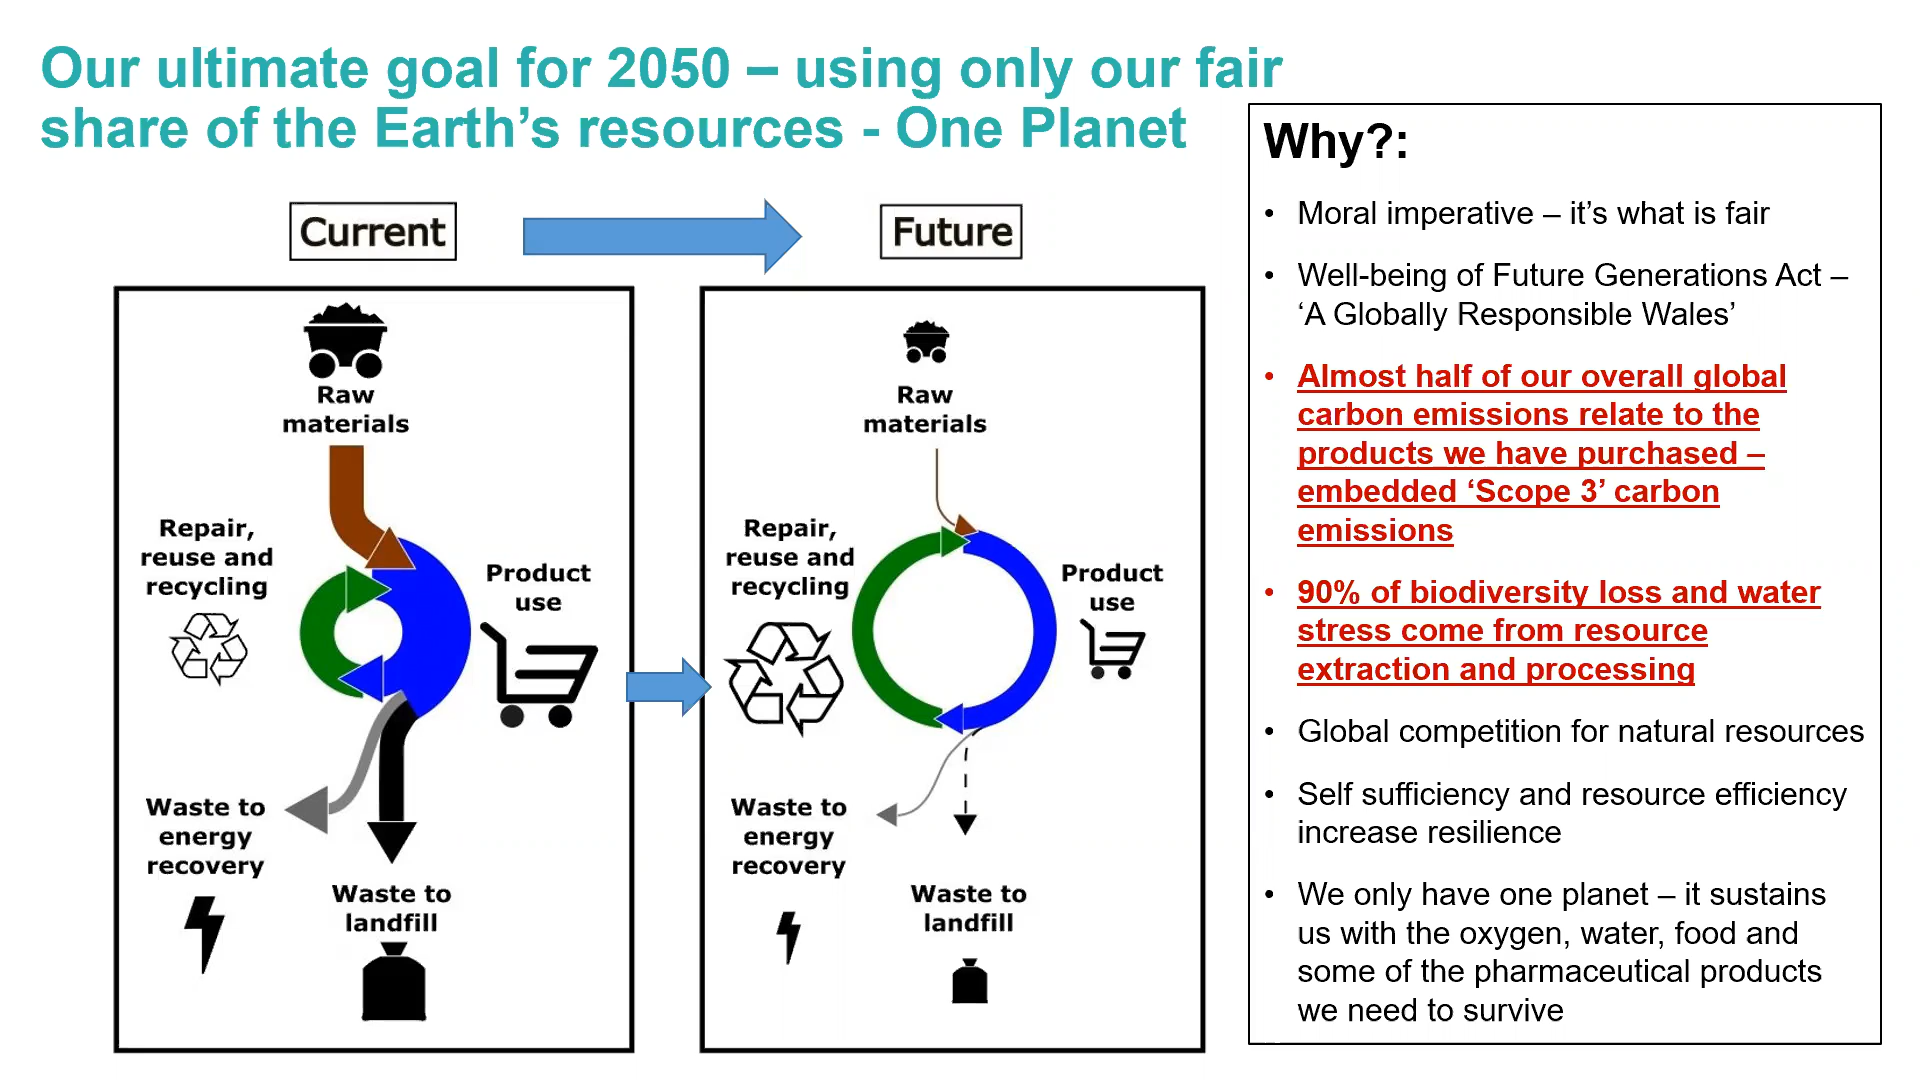 Our ultimate goal for 2050 – using only our fair
share of the Earth’s resources - One Planet
Current
Future
Raw
materials
Repair,
reuse and
recycling
Product
use
Waste to
energy
recovery
Waste to
landfill
Raw
materials
Repair,
reuse and
recycling
Product
use
Waste to
energy
recovery
Waste to
landfill
Why?:
• Moral imperative – it’s what is fair
• Well-being of Future Generations Act –
‘A Globally Responsible Wales’
• Almost half of our overall global
carbon emissions relate to the
products we have purchased –
embedded ‘Scope 3’ carbon
emissions
• 90% of biodiversity loss and water
stress come from resource
extraction and processing
• Global competition for natural resources
• Self sufficiency and resource efficiency
increase resilience
• We only have one planet – it sustains
us with the oxygen, water, food and
some of the pharmaceutical products
we need to survive